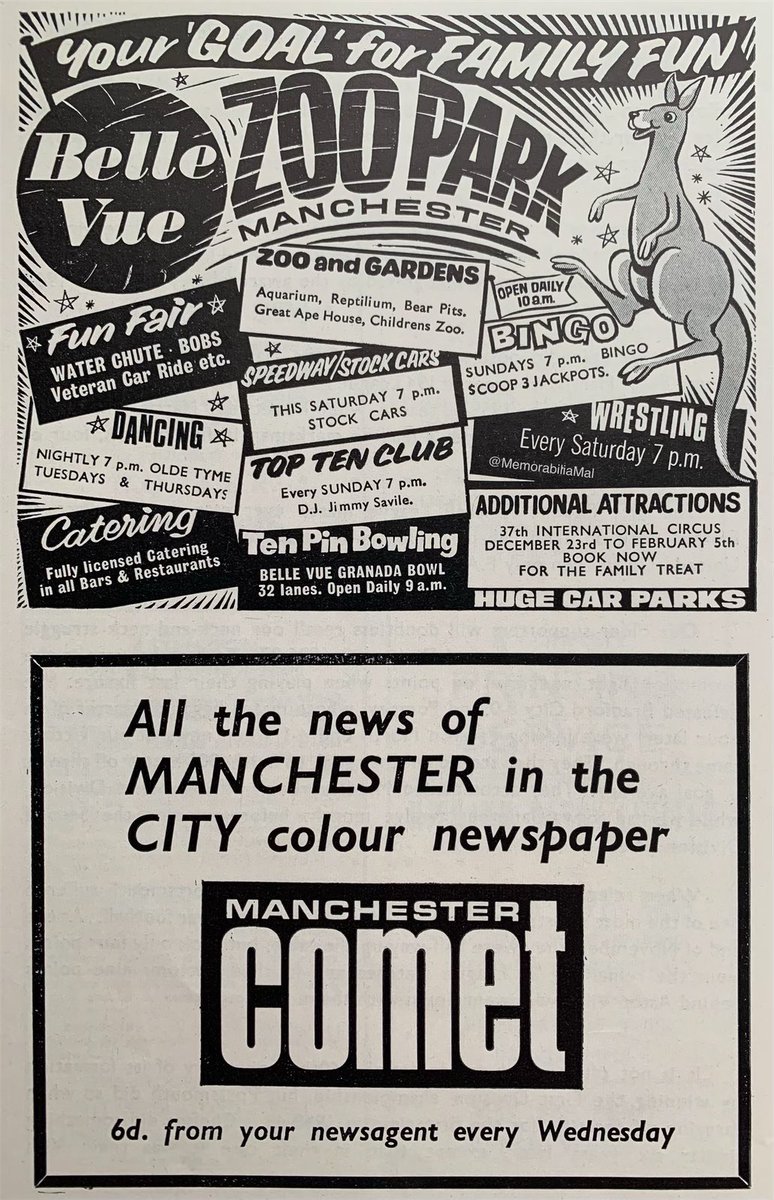 your 'GOAL' for FAMILY FUN
Belle
Vue
ZOO PARK
MANCHESTER
ZOO and GARDENS
Aquarium, Reptilium, Bear Pits.
Great Ape House, Childrens Zoo.
OPEN DAILY
10 a.m.
Fun Fair
WATER CHUTE · BOBS
Veteran Car Ride etc.
SPEEDWAY/STOCK CARS
THIS SATURDAY 7 p.m.
STOCK CARS
BINGO
SUNDAYS 7 p.m. BINGO
$COOP 3 JACKPOTS.
DANCING
NIGHTLY 7 p.m. OLDE TYME
TUESDAYS & THURSDAYS
TOP TEN CLUB
Every SUNDAY 7 p.m.
D.J. Jimmy Savile.
WRESTLING
Every Saturday 7 p.m.
@MemorabiliaMal
Catering
Fully licensed Catering
in all Bars & Restaurants
Ten Pin Bowling
BELLE VUE GRANADA BOWL
32 lanes. Open Daily 9 a.m.
ADDITIONAL ATTRACTIONS
37th INTERNATIONAL CIRCUS
DECEMBER 23rd TO FEBRUARY 5th
BOOK NOW
FOR THE FAMILY TREAT
HUGE CAR PARKS
All the news of
MANCHESTER in the
CITY colour newspaper
MANCHESTER
comet
6d. from your newsagent every Wednesday